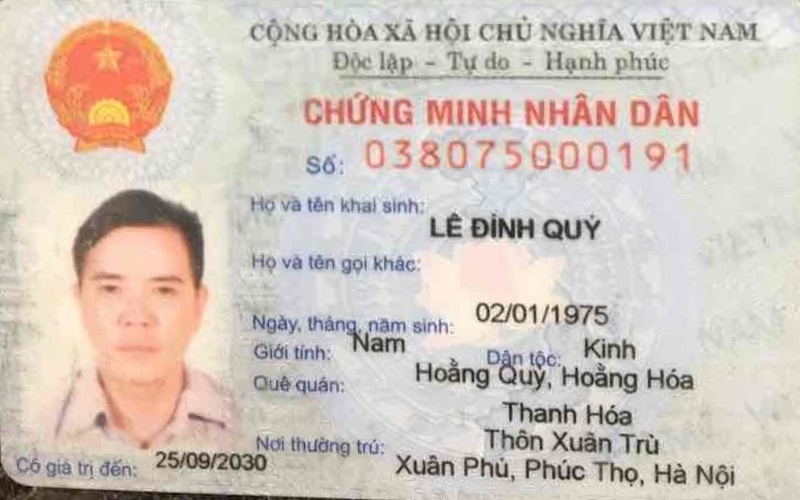 CỘNG HÒA XÃ HỘI CHỦ NGHĨA VIỆT NAM
Độc lập - Tự do - Hạnh phúc
CHỨNG MINH NHÂN DÂN
Số: 038075000191
Họ và tên khai sinh:
LÊ ĐÌNH QUÝ
Họ và tên gọi khác:
Ngày, tháng, năm sinh: 02/01/1975
Giới tính: Nam Dân tộc: Kinh
Quê quán: Hoằng Quỳ, Hoằng Hóa
Thanh Hóa
Nơi thường trú: Thôn Xuân Trù
Xuân Phú, Phúc Thọ, Hà Nội
Có giá trị đến: 25/09/2030